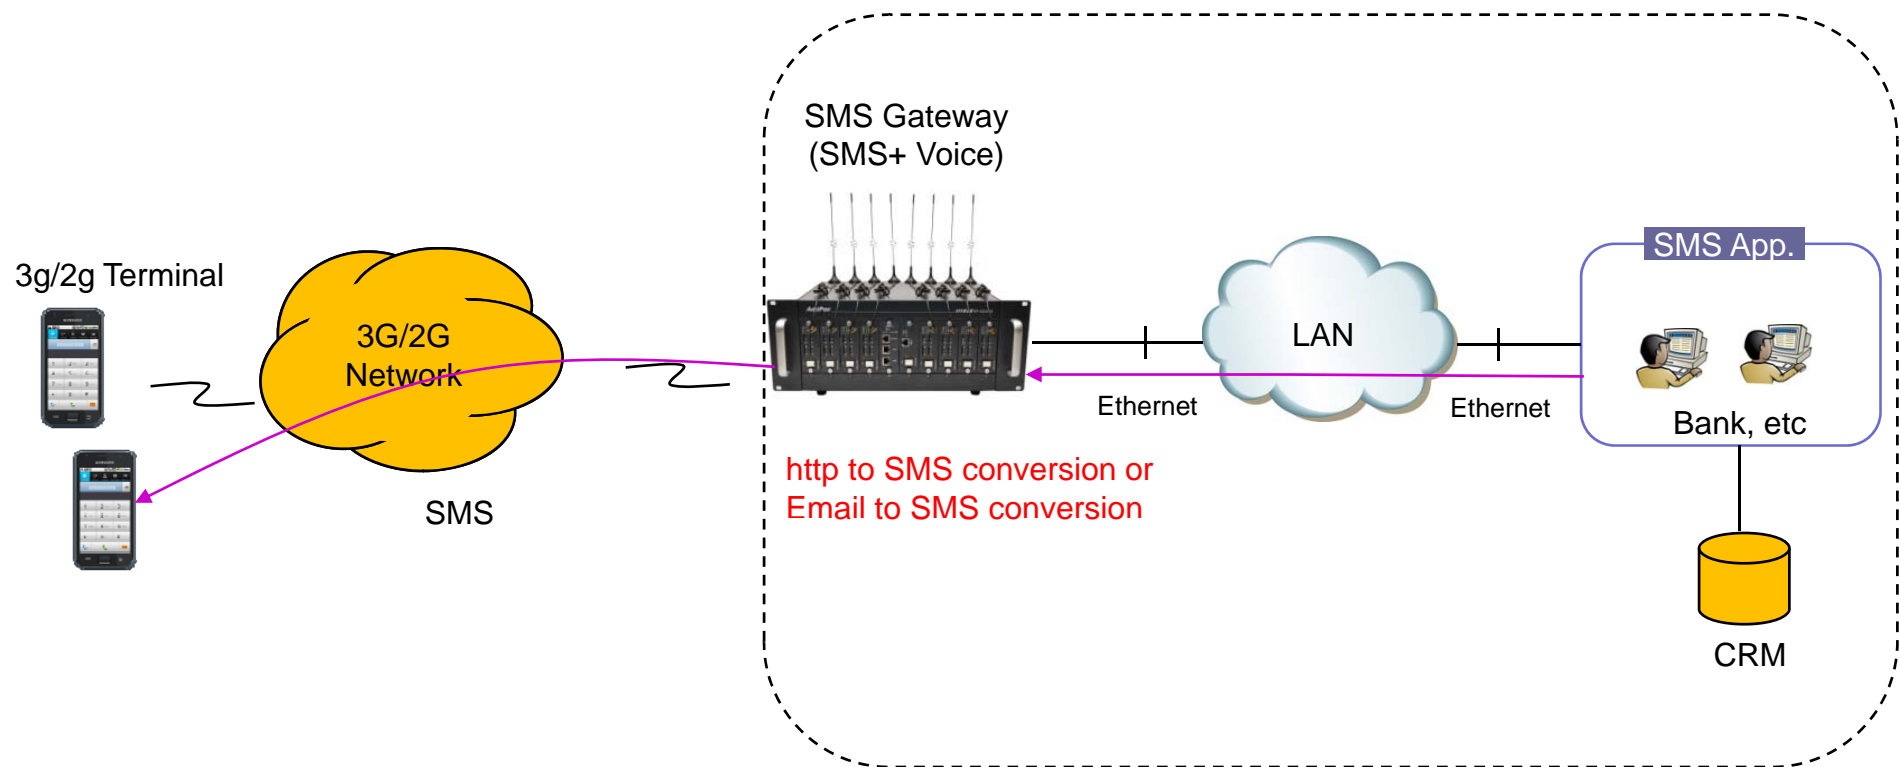 SMS Gateway
(SMS+ Voice)
3g/2g Terminal
3G/2G
Network
SMS
AddPac
http to SMS conversion or
Email to SMS conversion
LAN
Ethernet
Ethernet
SMS App.
Bank, etc
CRM